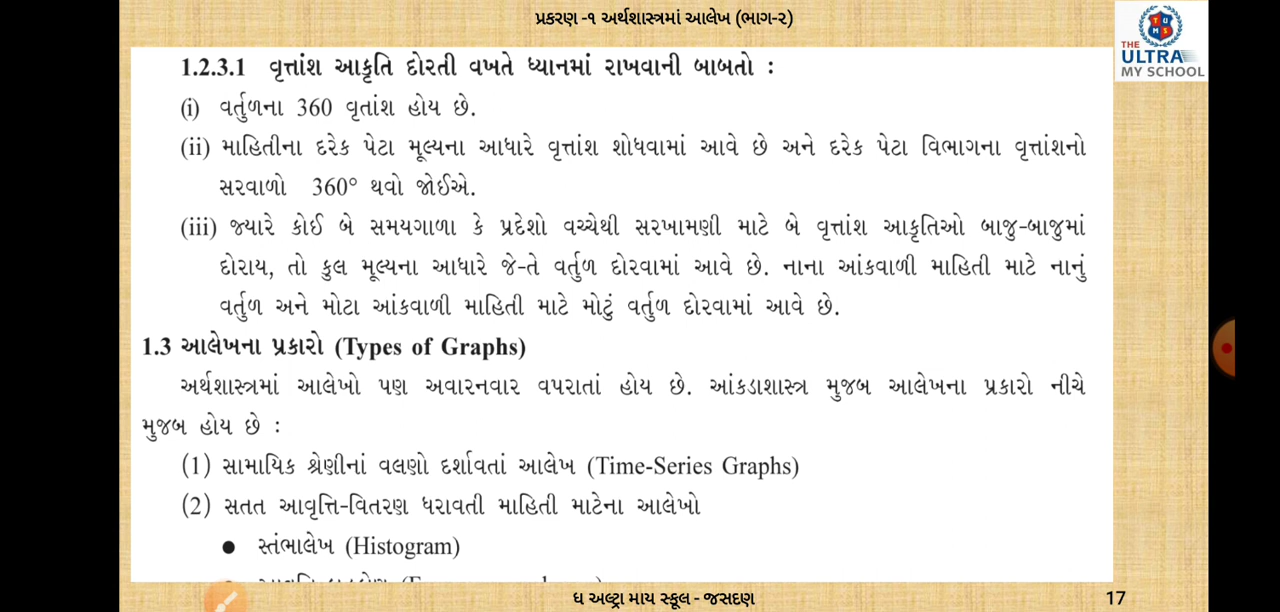 પ્રકરણ -૧ અર્થશાસ્ત્રમાં આલેખ (ભાગ-૨)
TUMS
THE
ULTRA
MY SCHOOL
1.2.3.1 વૃત્તાંશ આકૃતિ દોરતી વખતે ધ્યાનમાં રાખવાની બાબતો :
(i) વર્તુળના 360 વૃતાંશ હોય છે.
(ii) માહિતીના દરેક પેટા મૂલ્યના આધારે વૃત્તાંશ શોધવામાં આવે છે અને દરેક પેટા વિભાગના વૃત્તાંશનો
સરવાળો 360° થવો જોઈએ.
(iii) જ્યારે કોઈ બે સમયગાળા કે પ્રદેશો વચ્ચેથી સરખામણી માટે બે વૃત્તાંશ આકૃતિઓ બાજુ-બાજુમાં
દોરાય, તો કુલ મૂલ્યના આધારે જે-તે વર્તુળ દોરવામાં આવે છે. નાના આંકવાળી માહિતી માટે નાનું
વર્તુળ અને મોટા આંકવાળી માહિતી માટે મોટું વર્તુળ દોરવામાં આવે છે.
1.3 આલેખના પ્રકારો (Types of Graphs)
અર્થશાસ્ત્રમાં આલેખો પણ અવારનવાર વપરાતાં હોય છે. આંકડાશાસ્ત્ર મુજબ આલેખના પ્રકારો નીચે
મુજબ હોય છે :
(1) સામાયિક શ્રેણીનાં વલણો દર્શાવતાં આલેખ (Time-Series Graphs)
(2) સતત આવૃત્તિ-વિતરણ ધરાવતી માહિતી માટેના આલેખો
● સ્તંભાલેખ (Histogram)
ધ અલ્ટ્રા માય સ્કૂલ - જસદણ
17